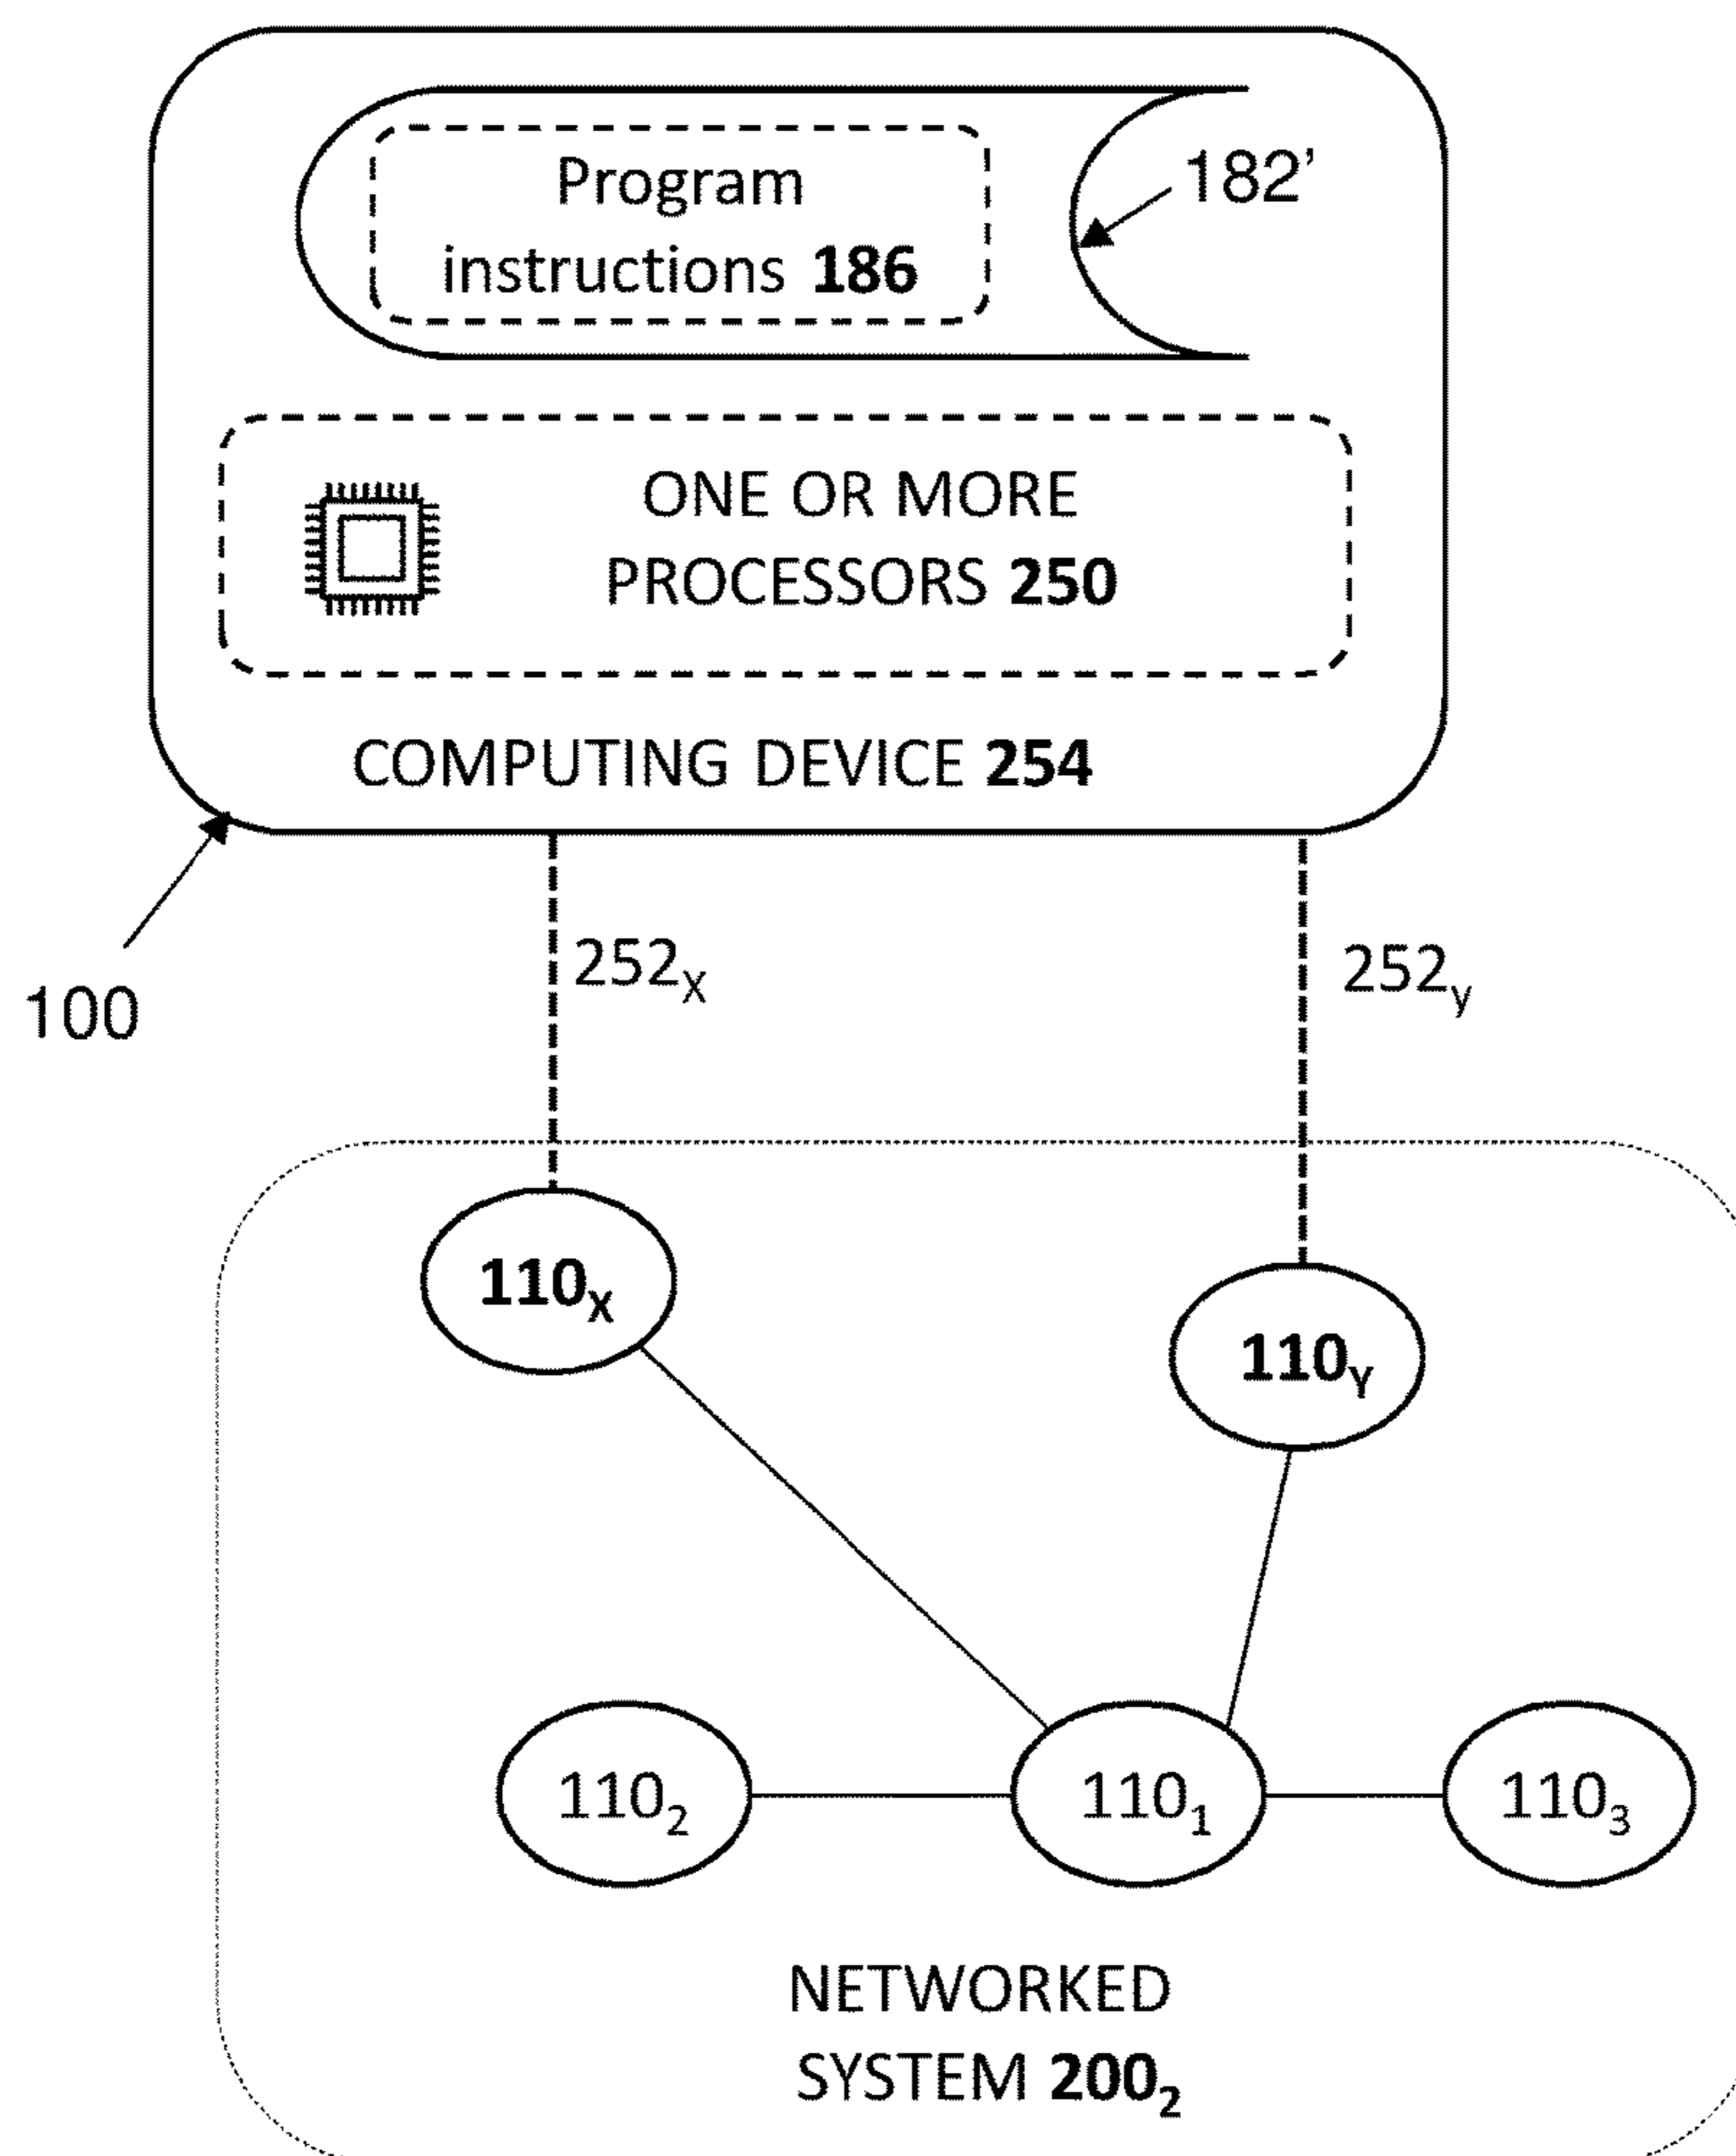 182’
Program
instructions 186
ONE OR MORE
PROCESSORS 250
COMPUTING DEVICE 254
100
252X
252y
110X
110Y
1102
1101
1103
NETWORKED
SYSTEM 2002